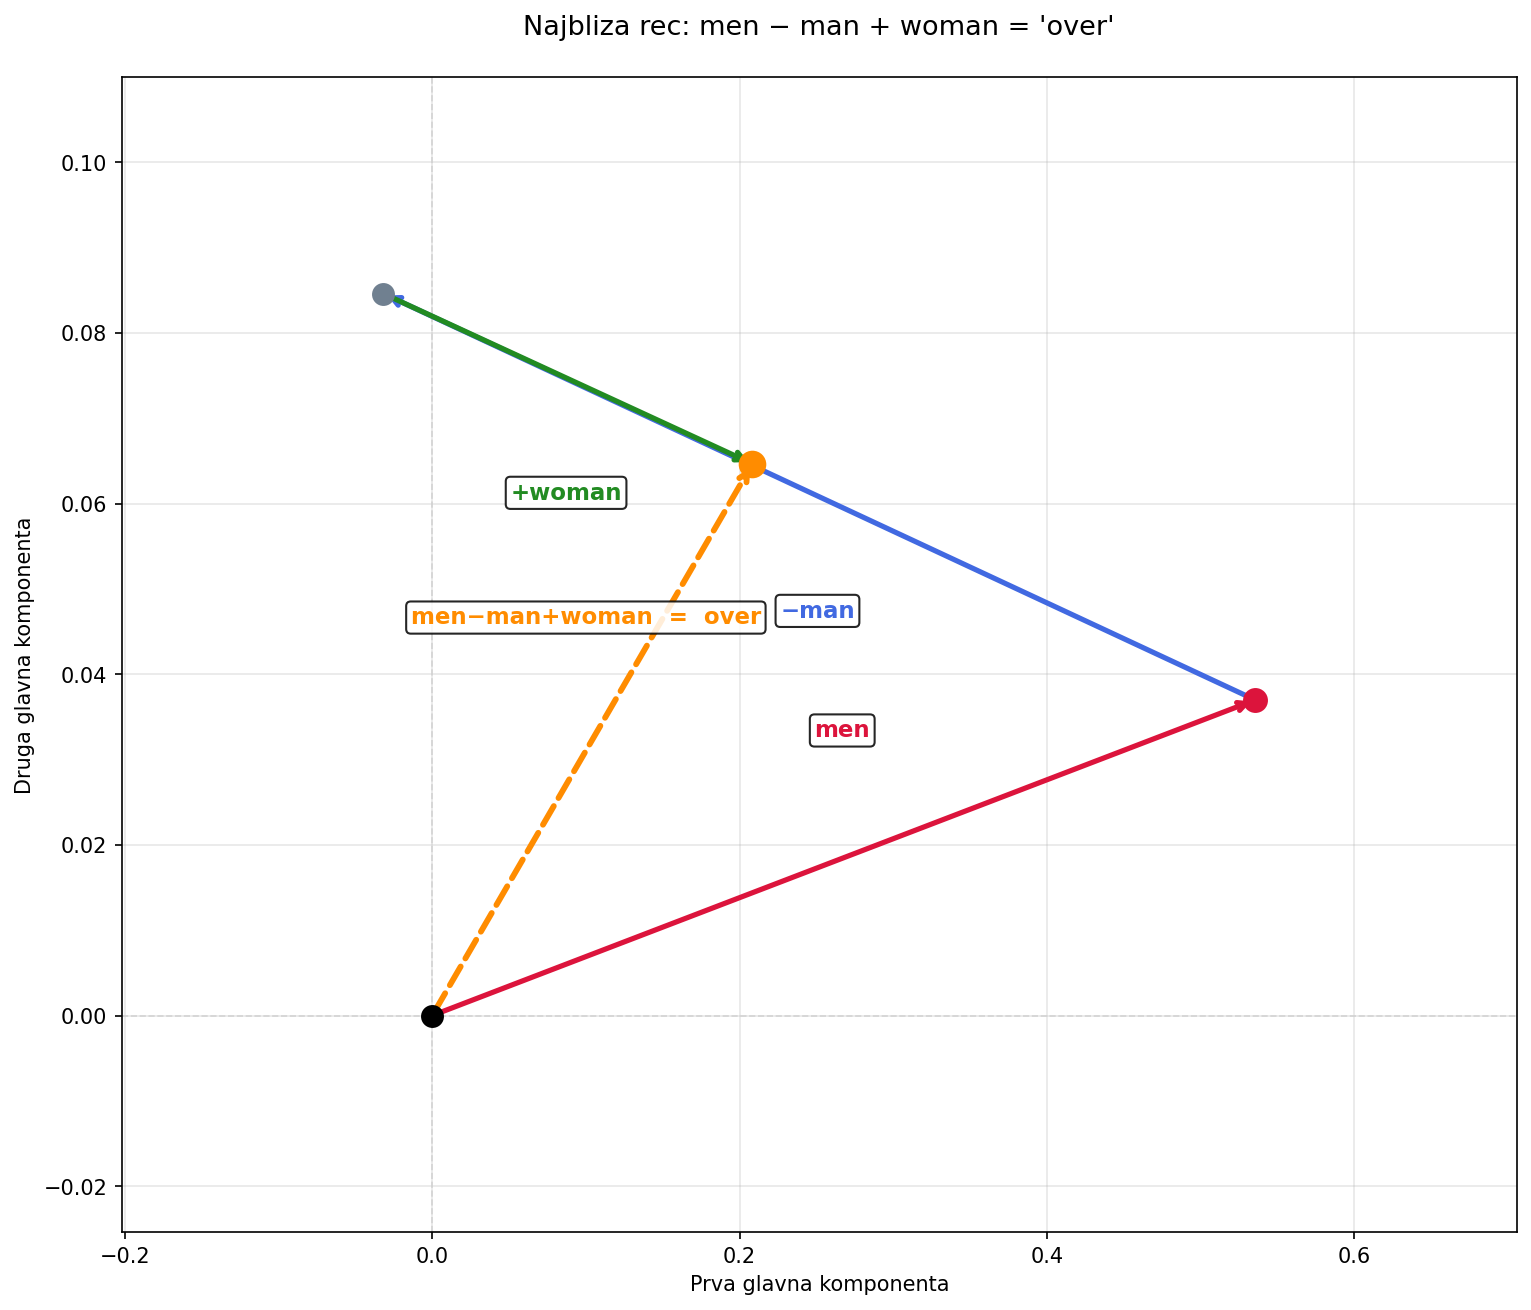 Najbliza rec: men − man + woman = 'over'
0.10
0.08
0.06
0.04
0.02
0.00
−0.02
Druga glavna komponenta
+woman
men−man+woman = over
−man
men
−0.2
0.0
0.2
0.4
0.6
Prva glavna komponenta